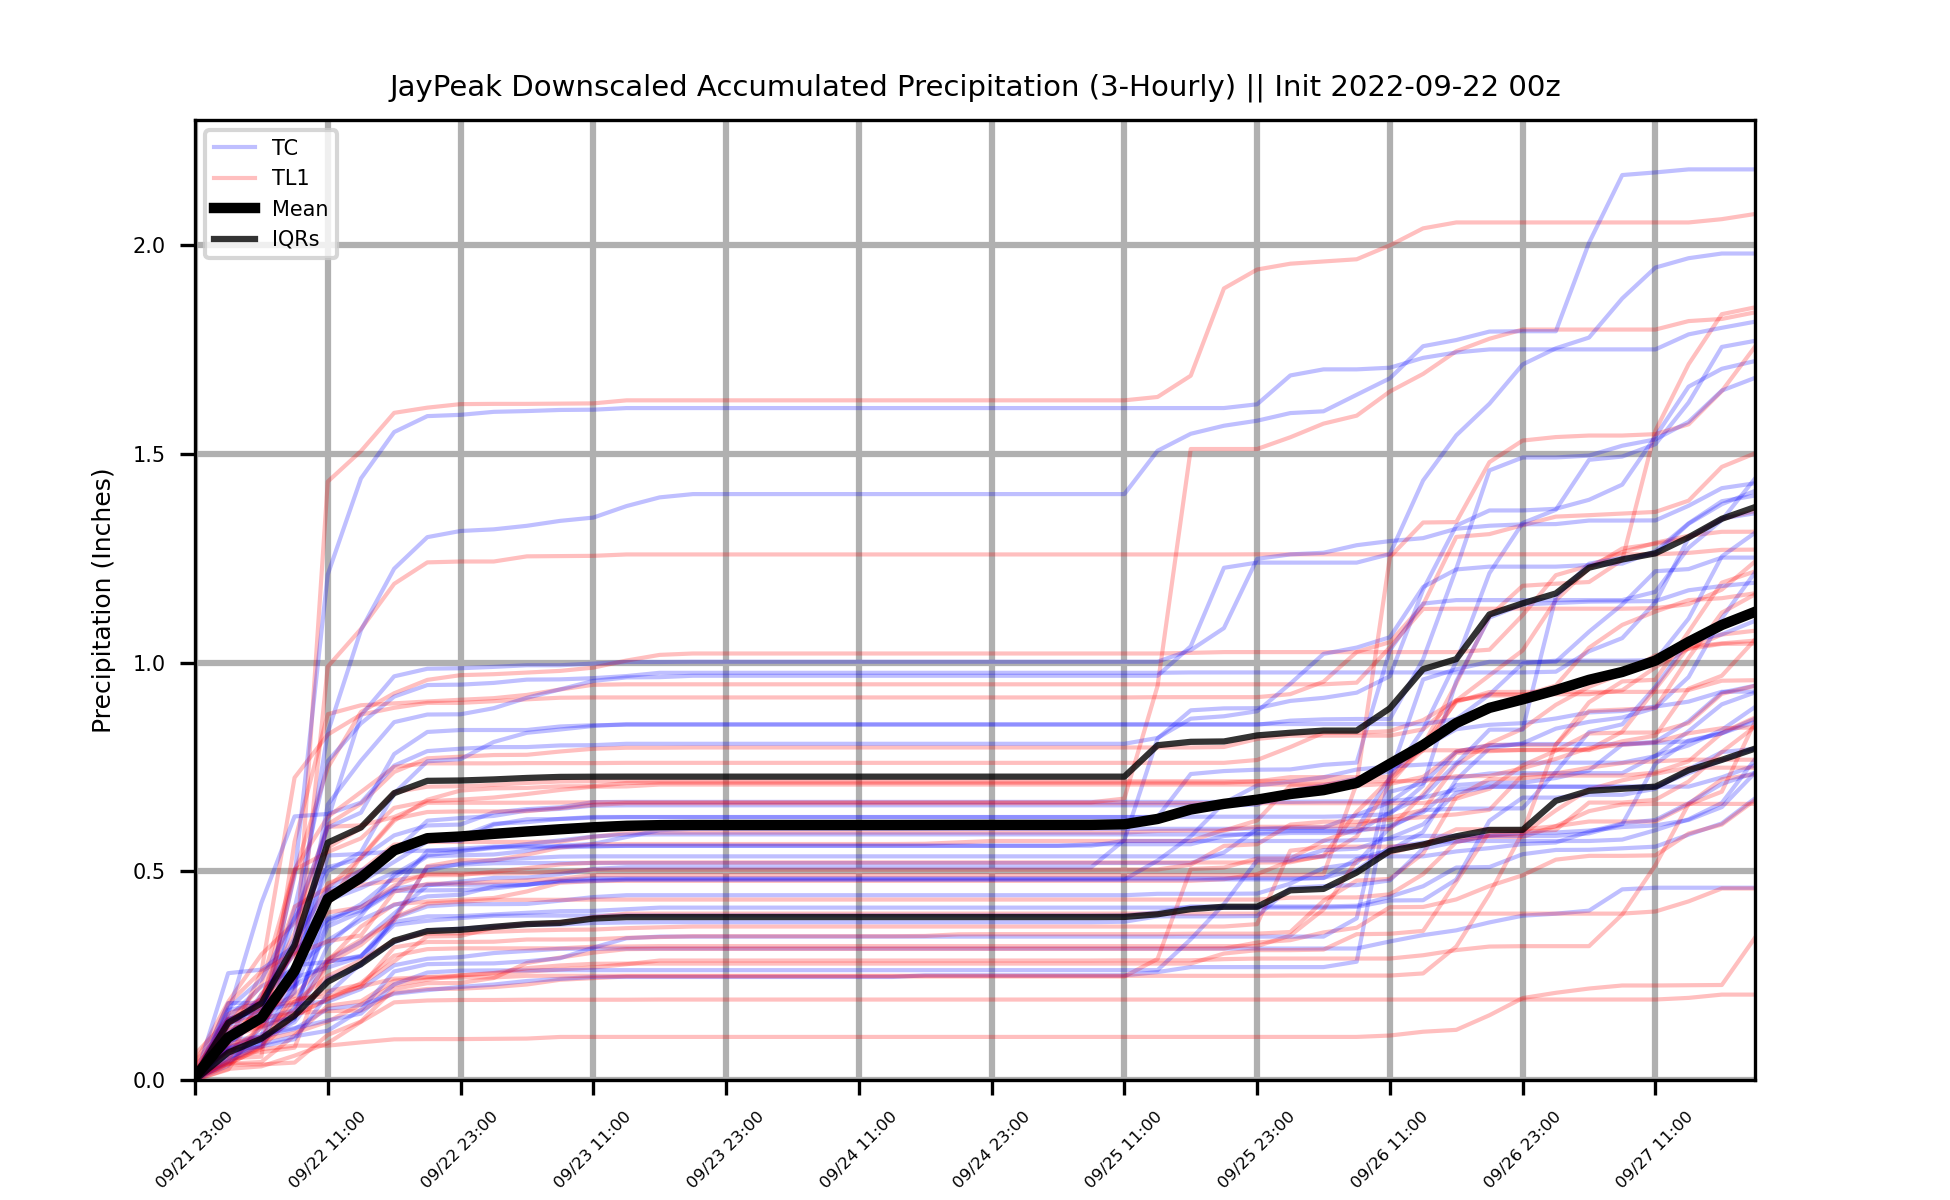 JayPeak Downscaled Accumulated Precipitation (3-Hourly) || Init 2022-09-22 00z
TC
TL1
Mean
IQRs
Precipitation (Inches)
2.0
1.5
1.0
0.5
0.0
09/21 23:00
09/22 11:00
09/22 23:00
09/23 11:00
09/23 23:00
09/24 11:00
09/24 23:00
09/25 11:00
09/25 23:00
09/26 11:00
09/26 23:00
09/27 11:00